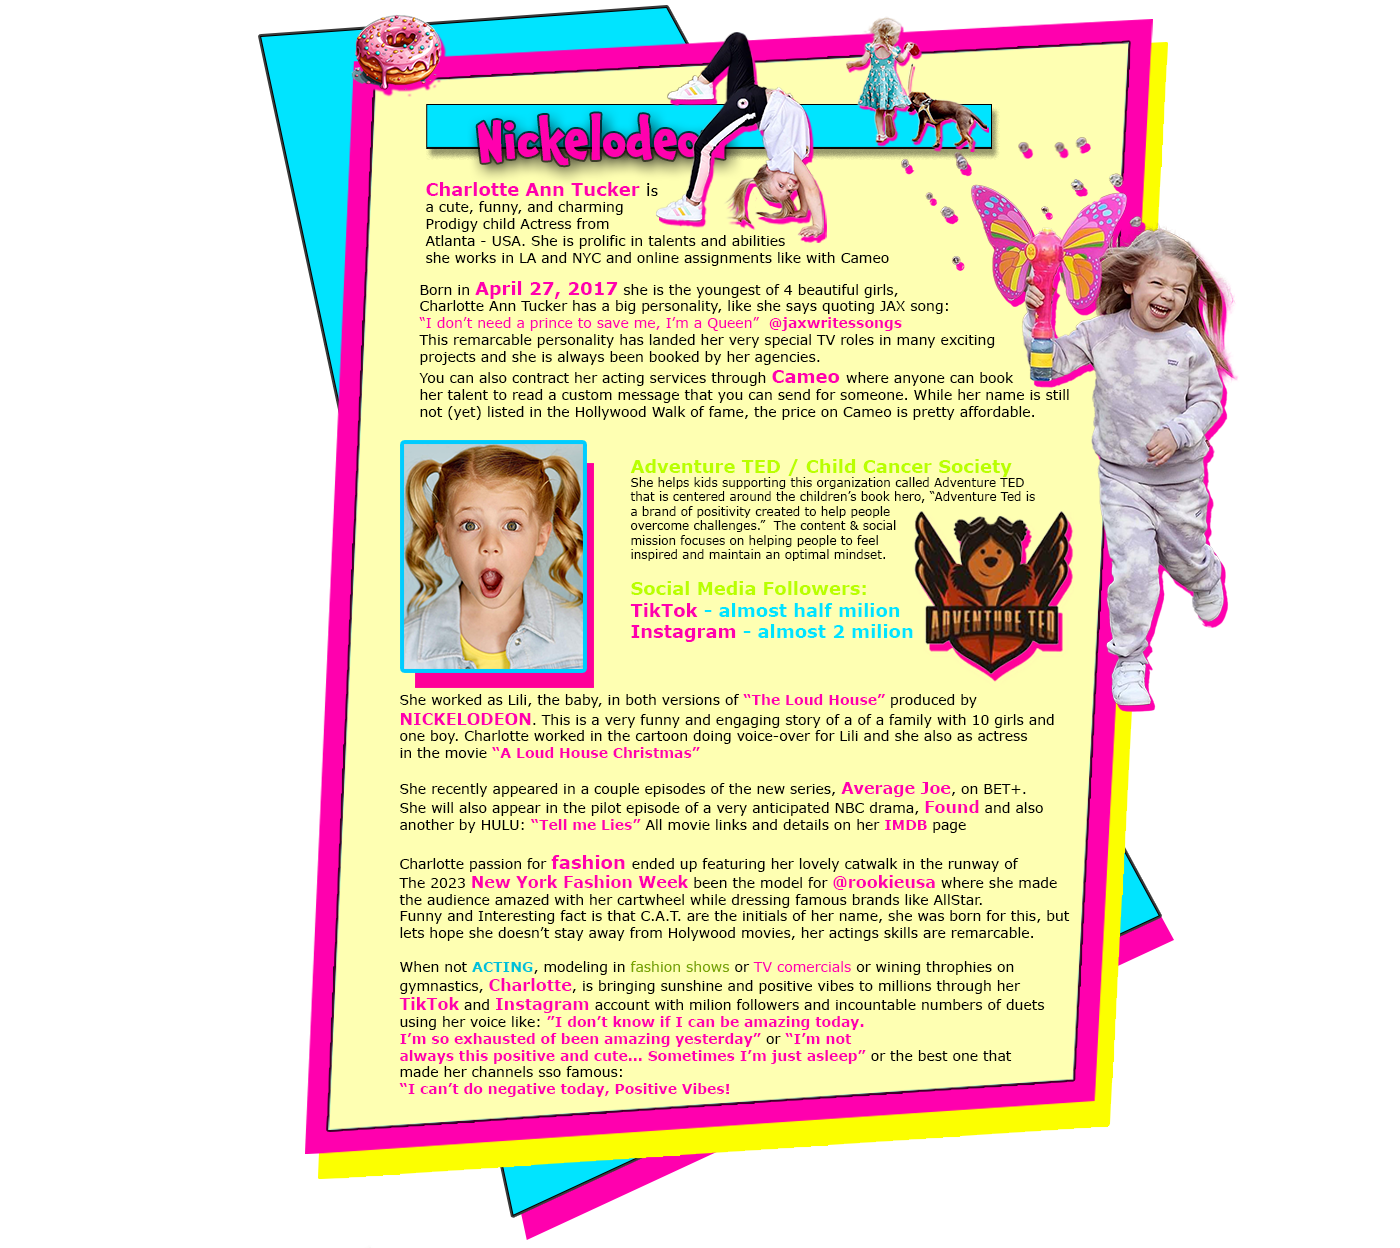 Nickelodeon
Charlotte Ann Tucker is
a cute, funny, and charming
Prodigy child Actress from
Atlanta - USA. She is prolific in talents and abilities
she works in LA and NYC and online assignments like with Cameo
Born in April 27, 2017 she is the youngest of 4 beautiful girls,
Charlotte Ann Tucker has a big personality, like she says quoting JAX song:
“I don’t need a prince to save me, I’m a Queen” @jaxwritessongs
This remarcable personality has landed her very special TV roles in many exciting
projects and she is always been booked by her agencies.
You can also contract her acting services through Cameo where anyone can book
her talent to read a custom message that you can send for someone. While her name is still
not (yet) listed in the Hollywood Walk of fame, the price on Cameo is pretty affordable.
Adventure TED / Child Cancer Society
She helps kids supporting this organization called Adventure TED
that is centered around the children’s book hero, “Adventure Ted is
a brand of positivity created to help people
overcome challenges.” The content & social
mission focuses on helping people to feel
inspired and maintain an optimal mindset.
ADVENTURE TED
Social Media Followers:
TikTok - almost half milion
Instagram - almost 2 milion
She worked as Lili, the baby, in both versions of “The Loud House” produced by
NICKELODEON. This is a very funny and engaging story of a of a family with 10 girls and
one boy. Charlotte worked in the cartoon doing voice-over for Lili and she also as actress
in the movie “A Loud House Christmas”
She recently appeared in a couple episodes of the new series, Average Joe, on BET+.
She will also appear in the pilot episode of a very anticipated NBC drama, Found and also
another by HULU: “Tell me Lies” All movie links and details on her IMDB page
Charlotte passion for fashion ended up featuring her lovely catwalk in the runway of
The 2023 New York Fashion Week been the model for @rookieusa where she made
the audience amazed with her cartwheel while dressing famous brands like AllStar.
Funny and Interesting fact is that C.A.T. are the initials of her name, she was born for this, but
lets hope she doesn’t stay away from Holywood movies, her actings skills are remarcable.
When not ACTING, modeling in fashion shows or TV comercials or wining throphies on
gymnastics, Charlotte, is bringing sunshine and positive vibes to millions through her
TikTok and Instagram account with milion followers and incountable numbers of duets
using her voice like: ”I don’t know if I can be amazing today.
I’m so exhausted of been amazing yesterday” or “I’m not
always this positive and cute... Sometimes I’m just asleep” or the best one that
made her channels sso famous:
“I can’t do negative today, Positive Vibes!